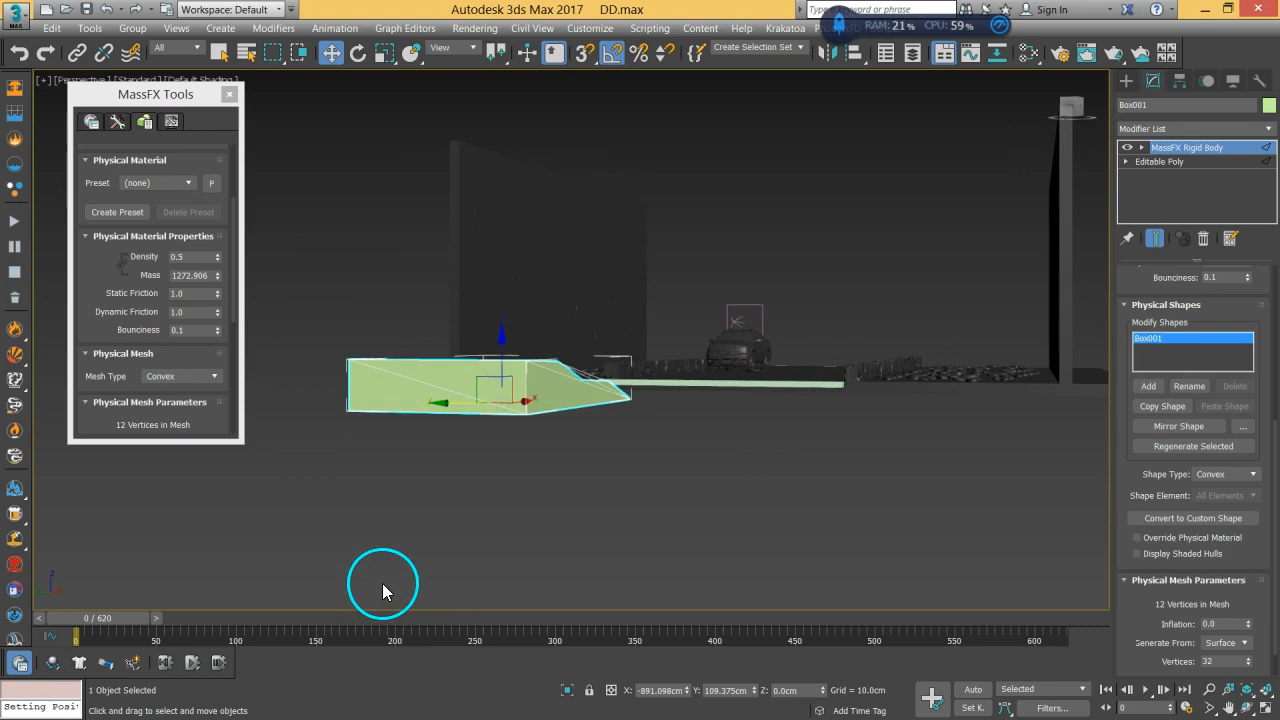 Autodesk 3ds Max 2017 DD.max
Workspace: Default
Type a keyword or phrase
RAM: 21% CPU: 59%
Sign In
Edit Tools Group Views Create Modifiers Animation Graph Editors Rendering Civil View Customize Scripting Content Help Krakatoa
All
View
Create Selection Set
[+] [Perspective] [Standard] [Default Shading]
MassFX Tools
Physical Material
Preset (none) P
Create Preset Delete Preset
Physical Material Properties
Density 0.5
Mass 1272.906
Static Friction 1.0
Dynamic Friction 1.0
Bounciness 0.1
Physical Mesh
Mesh Type Convex
Physical Mesh Parameters
12 Vertices in Mesh
Box001
Modifier List
MassFX Rigid Body
Editable Poly
Bounciness: 0.1
Physical Shapes
Modify Shapes
Box001
Add Rename Delete
Copy Shape Paste Shape
Mirror Shape ...
Regenerate Selected
Shape Type: Convex
Shape Element: All Elements
Convert to Custom Shape
Override Physical Material
Display Shaded Hulls
Physical Mesh Parameters
12 Vertices in Mesh
Inflation: 0.0
Generate From: Surface
Vertices: 32
< 0 / 620 >
0 50 100 150 200 250 300 350 400 450 500 550 600
1 Object Selected
Setting Posit
Click and drag to select and move objects
X: -891.098cm Y: 109.375cm Z: 0.0cm Grid = 10.0cm
Add Time Tag
Auto Selected
Set K. Filters...
0